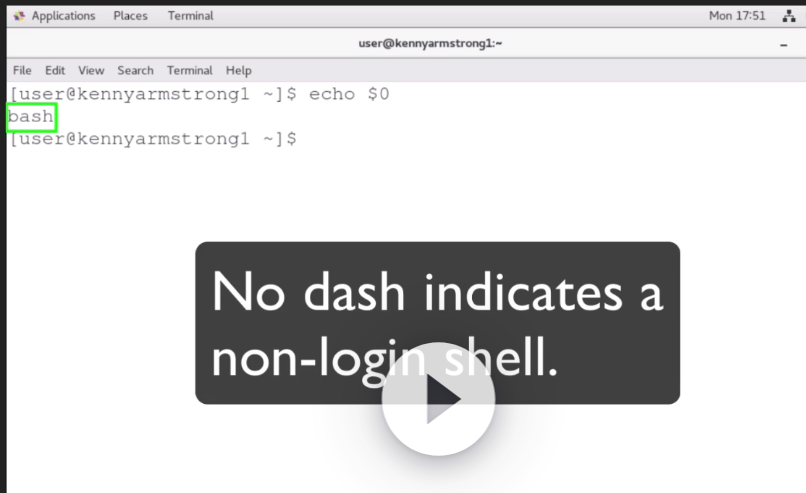 Applications Places Terminal Mon 17:51
user@kennyarmstrong1:~
File Edit View Search Terminal Help
[user@kennyarmstrong1 ~]$ echo $0
bash
[user@kennyarmstrong1 ~]$
No dash indicates a
non-login shell.